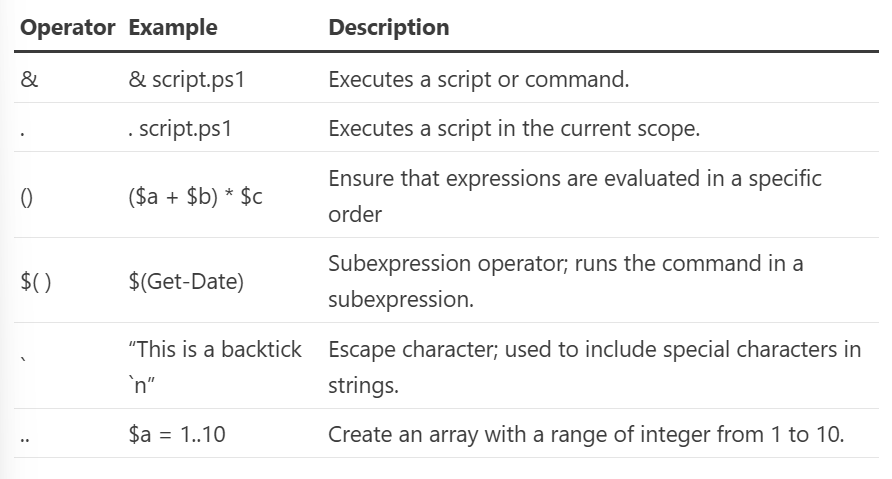 Operator Example Description
& & script.ps1 Executes a script or command.
. . script.ps1 Executes a script in the current scope.
() ($a + $b) * $c Ensure that expressions are evaluated in a specific
order
$( ) $(Get-Date) Subexpression operator; runs the command in a
subexpression.
` “This is a backtick Escape character; used to include special characters in
`n” strings.
.. $a = 1..10 Create an array with a range of integer from 1 to 10.